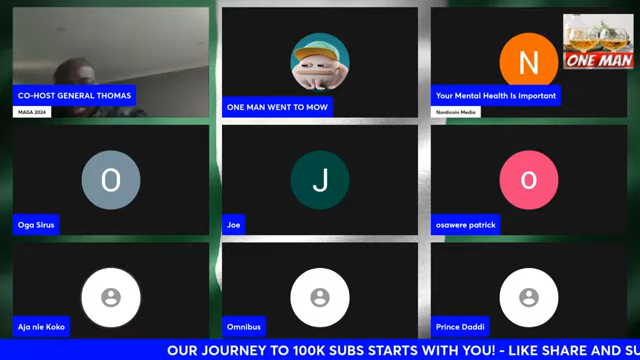 CO-HOST GENERAL THOMAS
MAGA 2024
ONE MAN WENT TO MOW
N
Your Mental Health Is Important
Nordicoin Media
ONE MAN
O
Oga Sirus
J
Joe
o
osawere patrick
Aja nle Koko
Omnibus
Prince Daddi
OUR JOURNEY TO 100K SUBS STARTS WITH YOU! - LIKE SHARE AND SU